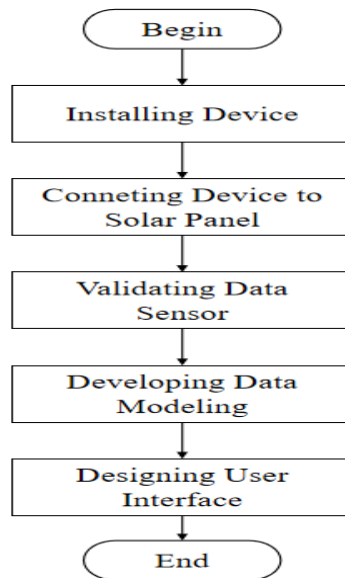 Begin
Installing Device
Conneting Device to
Solar Panel
Validating Data
Sensor
Developing Data
Modeling
Designing User
Interface
End